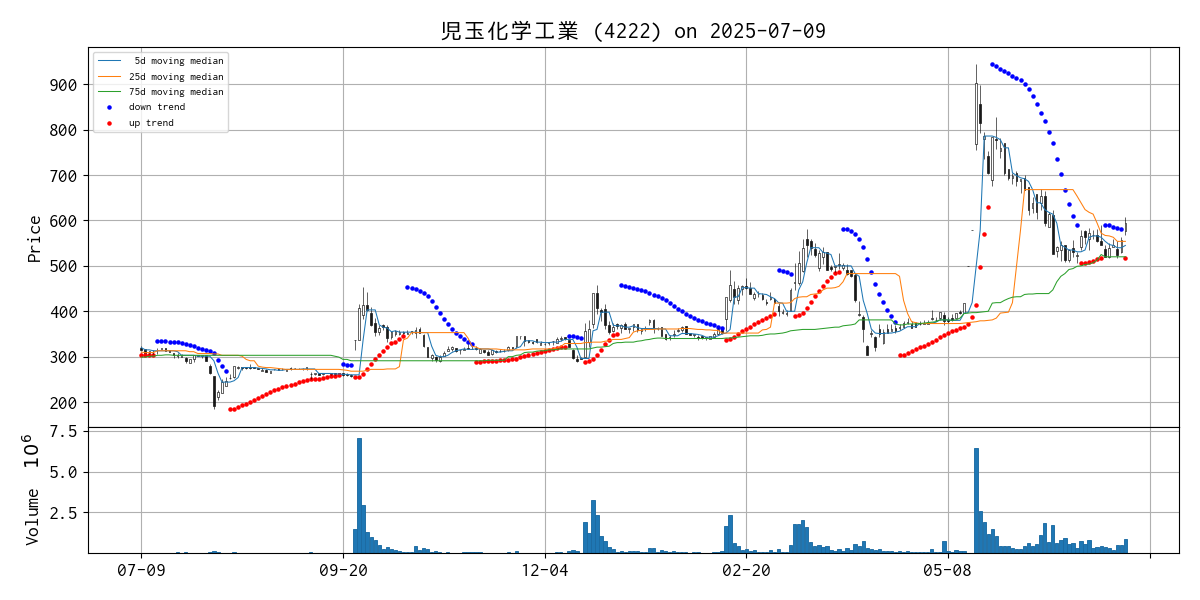 児玉化学工業 (4222) on 2025-07-09
5d moving median
25d moving median
75d moving median
down trend
up trend
Price
900
800
700
600
500
400
300
200
Volume 10^6
7.5
5.0
2.5
07-09 09-20 12-04 02-20 05-08